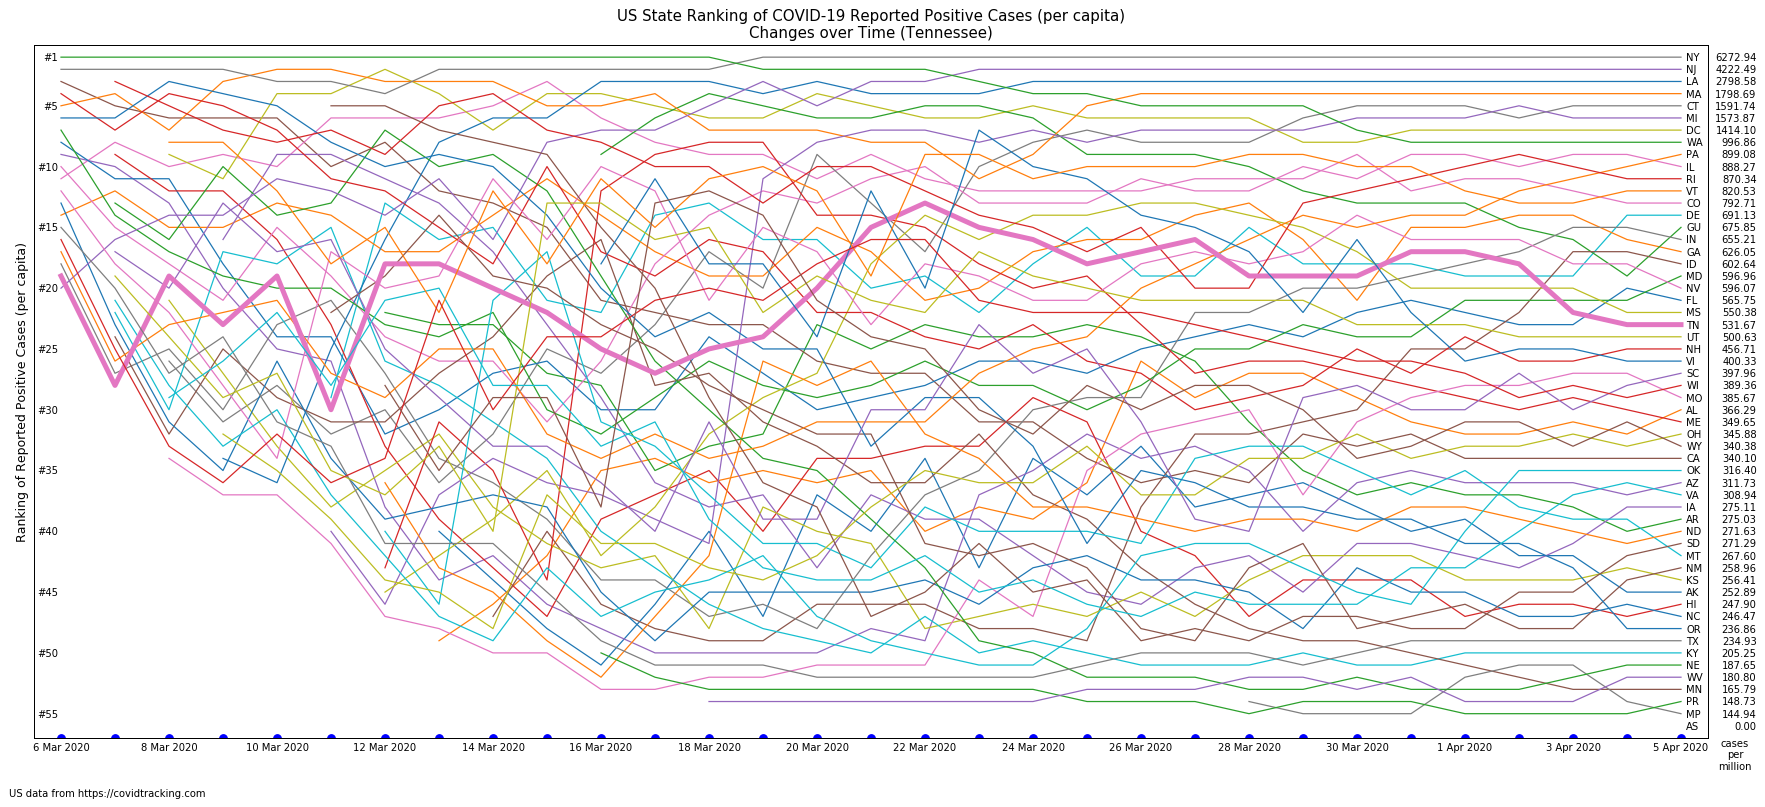 US State Ranking of COVID-19 Reported Positive Cases (per capita)
Changes over Time (Tennessee)
Ranking of Reported Positive Cases (per capita)
#1
#5
#10
#15
#20
#25
#30
#35
#40
#45
#50
#55
NY 6272.94
NJ 4222.49
LA 2798.58
MA 1798.69
CT 1591.74
MI 1573.87
DC 1414.10
WA 996.86
PA 899.08
IL 888.27
RI 870.34
VT 820.53
CO 792.71
DE 691.13
GU 675.85
IN 655.21
GA 626.05
ID 602.64
MD 596.96
NV 596.07
FL 565.75
MS 550.38
TN 531.67
UT 500.63
NH 456.71
VI 400.33
SC 397.96
WI 389.36
MO 385.67
AL 366.29
ME 349.65
OH 345.88
WY 340.38
CA 340.10
OK 316.40
AZ 311.73
VA 308.94
IA 275.11
AR 275.03
ND 271.63
SD 271.29
MT 267.60
NM 258.96
KS 256.41
AK 252.89
HI 247.90
NC 246.47
OR 236.86
TX 234.93
KY 205.25
NE 187.65
WV 180.80
MN 165.79
PR 148.73
MP 144.94
AS 0.00
6 Mar 2020 8 Mar 2020 10 Mar 2020 12 Mar 2020 14 Mar 2020 16 Mar 2020 18 Mar 2020 20 Mar 2020 22 Mar 2020 24 Mar 2020 26 Mar 2020 28 Mar 2020 30 Mar 2020 1 Apr 2020 3 Apr 2020 5 Apr 2020
cases
per
million
US data from https://covidtracking.com